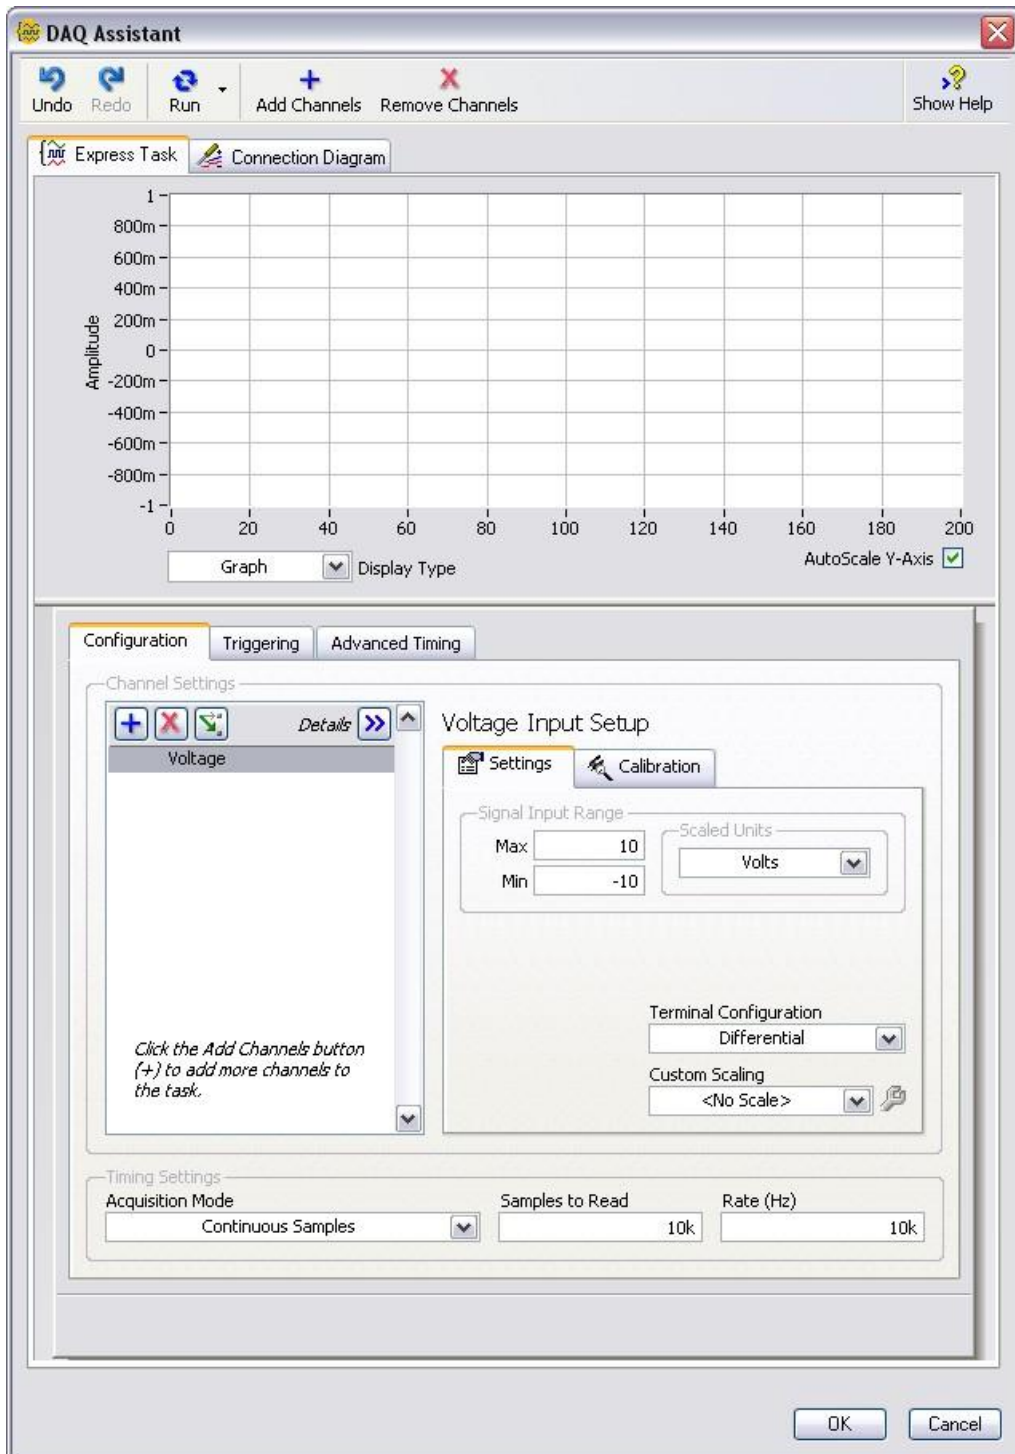 DAQ Assistant
Undo Redo Run Add Channels Remove Channels Show Help
Express Task Connection Diagram
1
800m
600m
400m
200m
0
-200m
-400m
-600m
-800m
-1
Amplitude
0 20 40 60 80 100 120 140 160 180 200
Graph Display Type AutoScale Y-Axis
Configuration Triggering Advanced Timing
Channel Settings
Details
Voltage
Click the Add Channels button
(+) to add more channels to
the task.
Voltage Input Setup
Settings Calibration
Signal Input Range
Max 10
Min -10
Scaled Units
Volts
Terminal Configuration
Differential
Custom Scaling
<No Scale>
Timing Settings
Acquisition Mode Samples to Read Rate (Hz)
Continuous Samples 10k 10k
OK Cancel